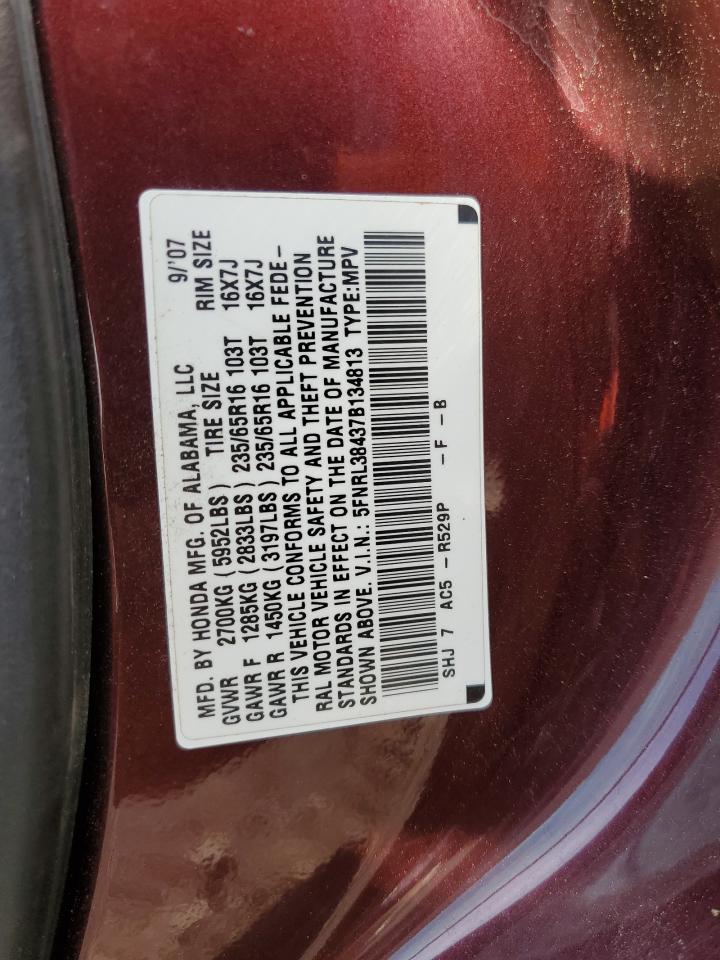 9/'07
MFD. BY HONDA MFG. OF ALABAMA, LLC
GVWR 2700KG (5952LBS) TIRE SIZE RIM SIZE
GAWR F 1285KG (2833LBS) 235/65R16 103T 16X7J
GAWR R 1450KG (3197LBS) 235/65R16 103T 16X7J
THIS VEHICLE CONFORMS TO ALL APPLICABLE FEDE-
RAL MOTOR VEHICLE SAFETY AND THEFT PREVENTION
STANDARDS IN EFFECT ON THE DATE OF MANUFACTURE
SHOWN ABOVE. V.I.N.: 5FNRL38437B134813 TYPE:MPV
SHJ 7 AC5 - R529P - F - B